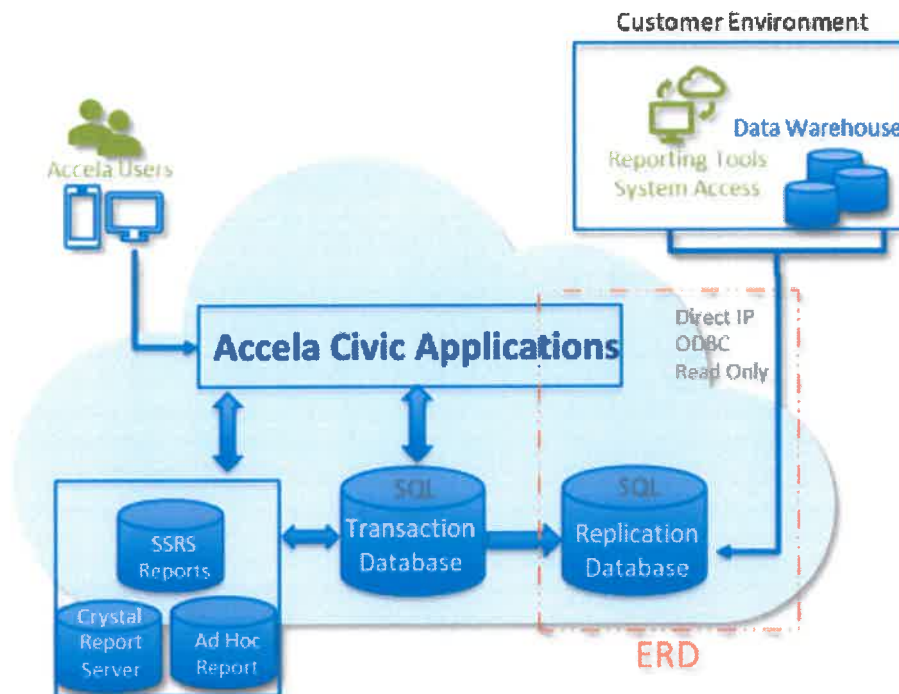 Customer Environment
Accela Users
Data Warehouse
Reporting Tools
System Access
Accela Civic Applications
Direct IP
ODBC
Read Only
SQL
Transaction
Database
SQL
Replication
Database
SSRS
Reports
Crystal
Report
Server
Ad Hoc
Report
ERD